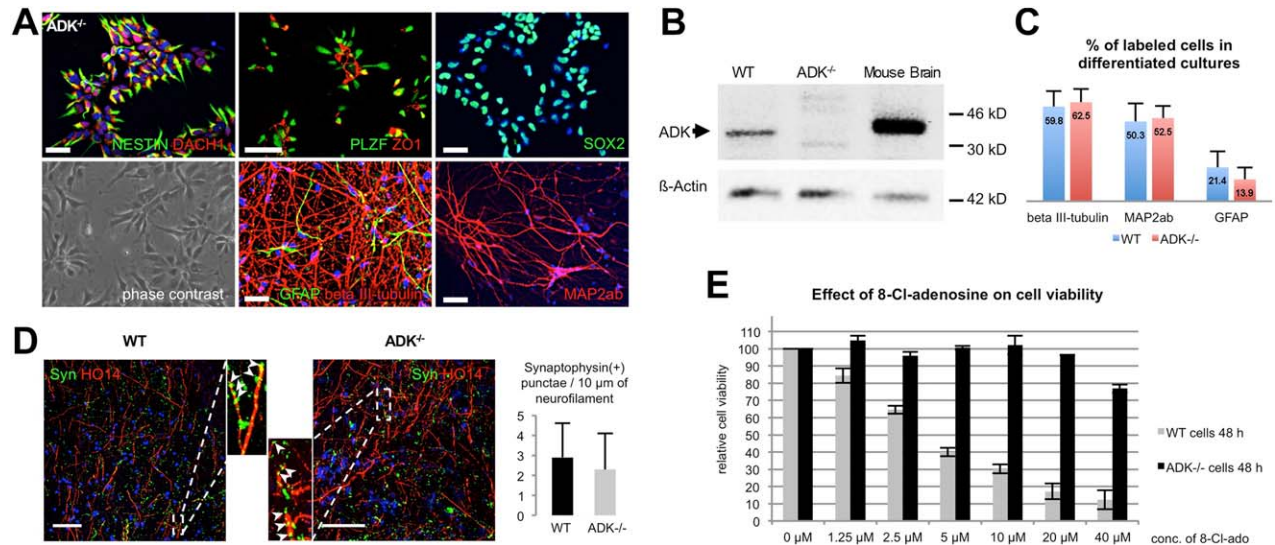 A
ADK-/-
NESTIN DACH1
PLZF ZO1
SOX2
phase contrast
GFAP beta III-tubulin
MAP2ab
B
WT
ADK-/-
Mouse Brain
ADK
46 kD
30 kD
ß-Actin
42 kD
C
% of labeled cells in
differentiated cultures
59.8
62.5
50.3
52.5
21.4
13.9
beta III-tubulin
MAP2ab
GFAP
WT
ADK-/-
D
WT
ADK-/-
Syn HO14
Syn HO14
Synaptophysin(+)
punctae / 10 µm of
neurofilament
5
4
3
2
1
0
WT
ADK-/-
E
Effect of 8-Cl-adenosine on cell viability
relative cell viability
110
100
90
80
70
60
50
40
30
20
10
0
0 µM
1.25 µM
2.5 µM
5 µM
10 µM
20 µM
40 µM
conc. of 8-Cl-ado
WT cells 48 h
ADK-/- cells 48 h